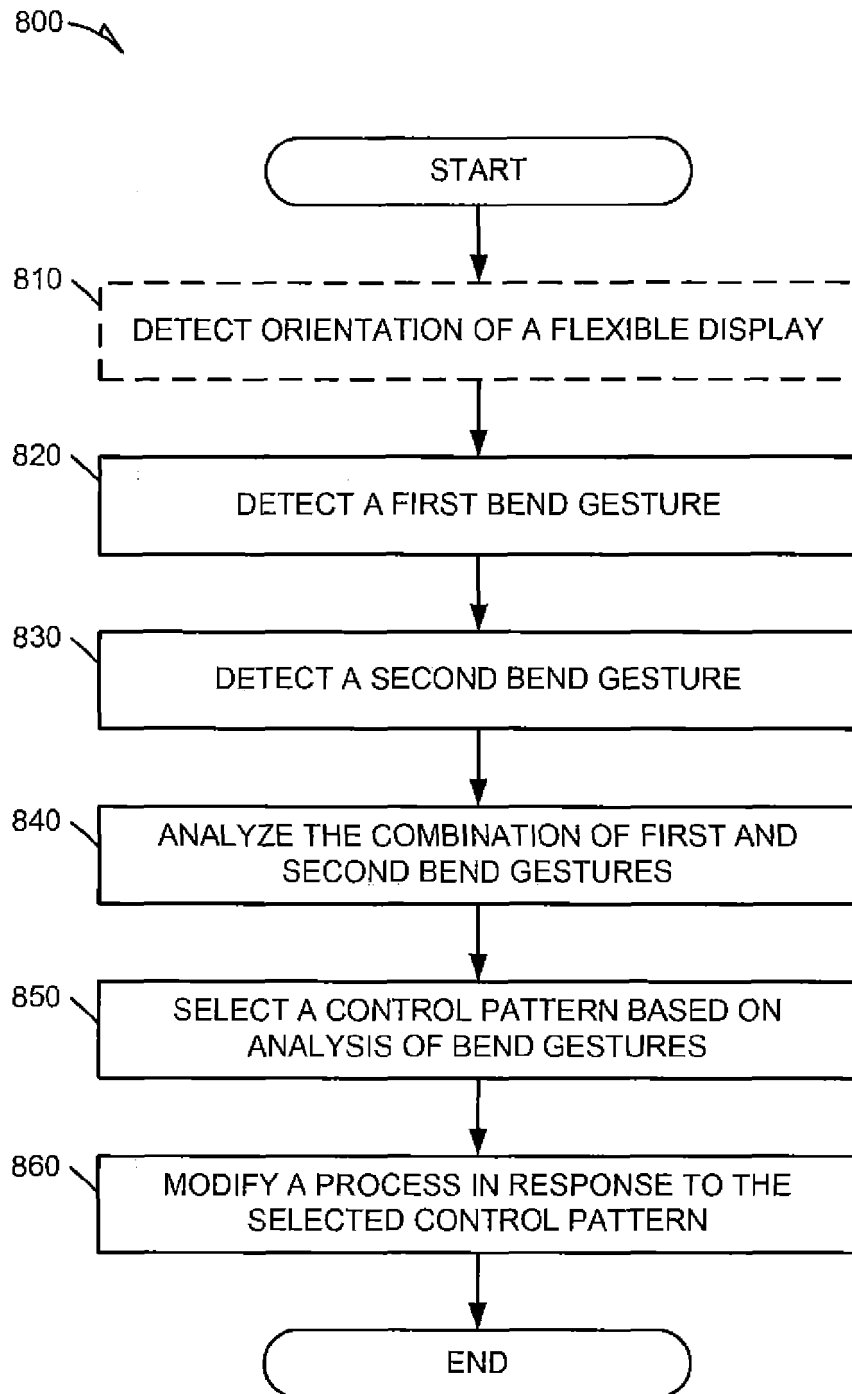 800
START
810
DETECT ORIENTATION OF A FLEXIBLE DISPLAY
820
DETECT A FIRST BEND GESTURE
830
DETECT A SECOND BEND GESTURE
840
ANALYZE THE COMBINATION OF FIRST AND
SECOND BEND GESTURES
850
SELECT A CONTROL PATTERN BASED ON
ANALYSIS OF BEND GESTURES
860
MODIFY A PROCESS IN RESPONSE TO THE
SELECTED CONTROL PATTERN
END